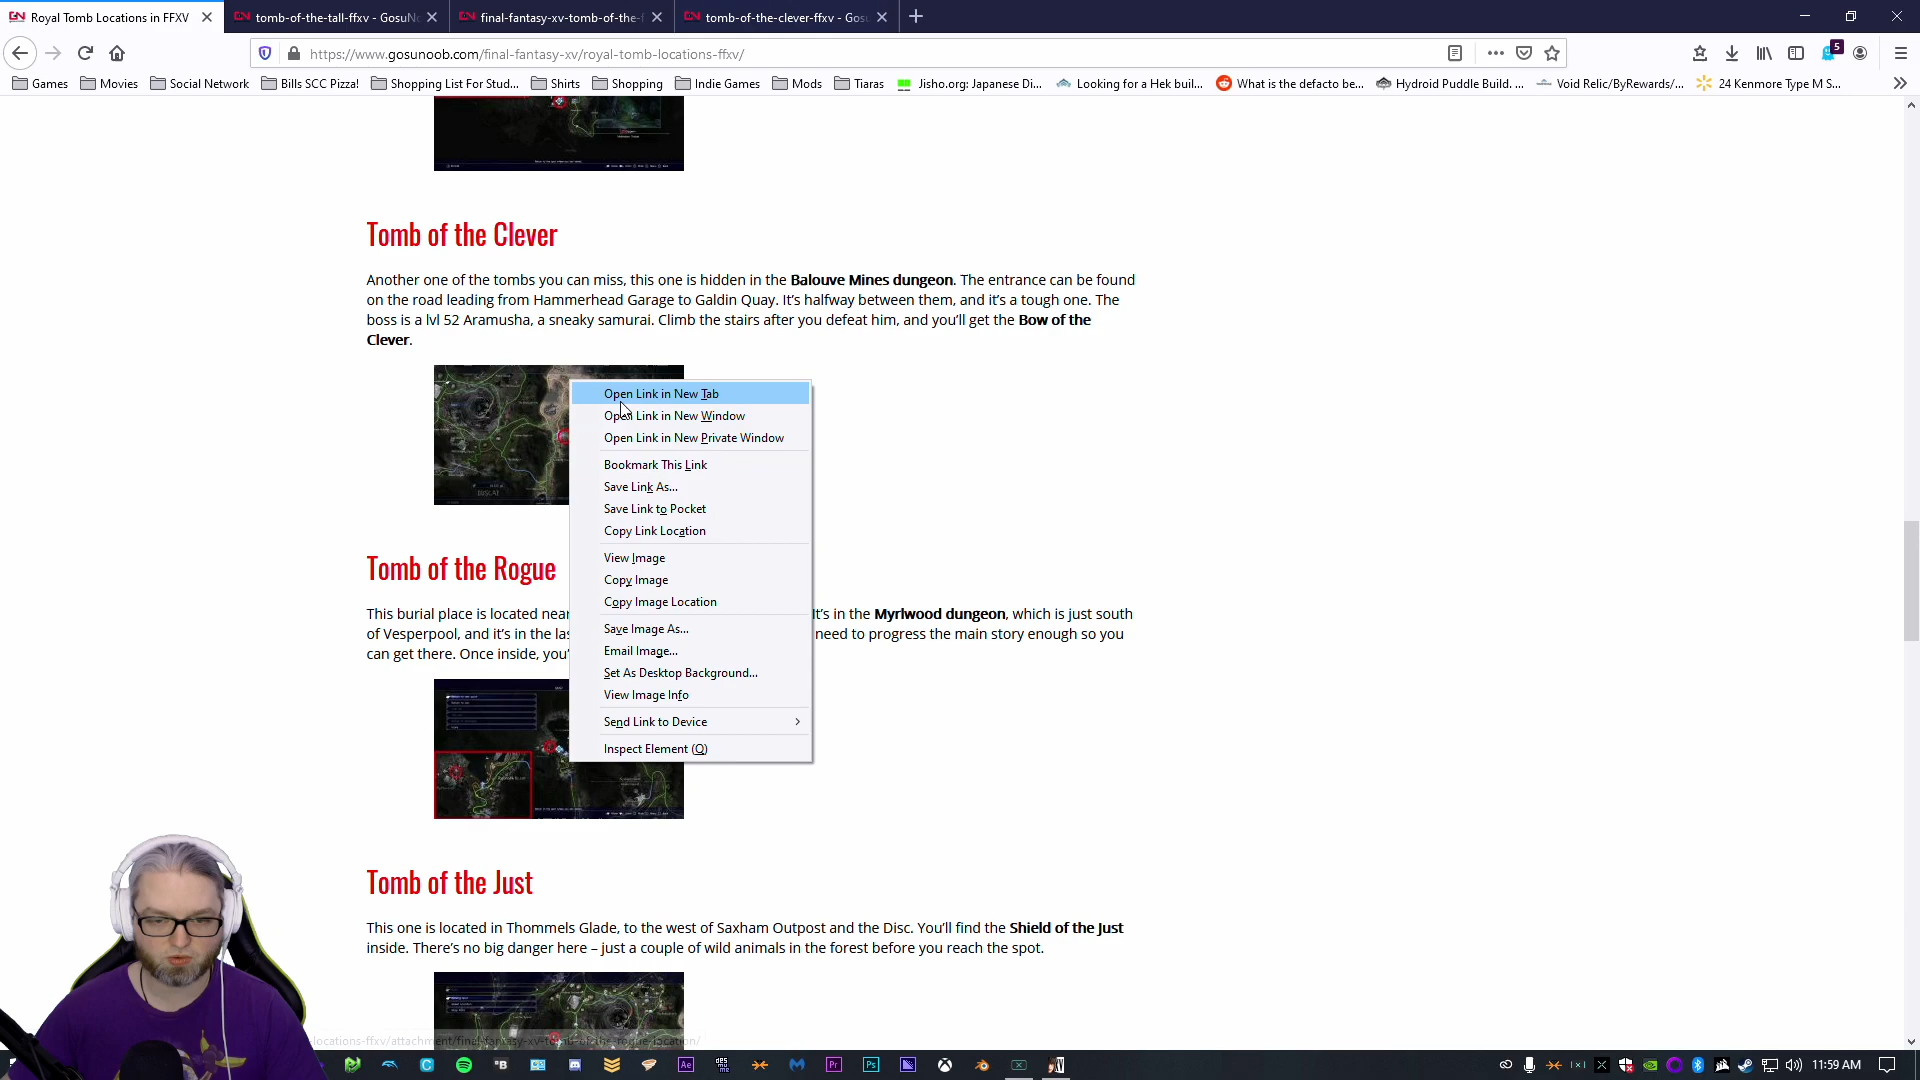 Royal Tomb Locations in FFXV
tomb-of-the-tall-ffxv - GosuNo
final-fantasy-xv-tomb-of-the-
tomb-of-the-clever-ffxv - Gosu
https://www.gosunoob.com/final-fantasy-xv/royal-tomb-locations-ffxv/
5
Games
Movies
Social Network
Bills SCC Pizza!
Shopping List For Stud...
Shirts
Shopping
Indie Games
Mods
Tiaras
Jisho.org: Japanese Di...
Looking for a Hek buil...
What is the defacto be...
Hydroid Puddle Build. ...
Void Relic/ByRewards/...
24 Kenmore Type M S...
Tomb of the Clever
Another one of the tombs you can miss, this one is hidden in the Balouve Mines dungeon. The entrance can be found
on the road leading from Hammerhead Garage to Galdin Quay. It's halfway between them, and it's a tough one. The
boss is a lvl 52 Aramusha, a sneaky samurai. Climb the stairs after you defeat him, and you'll get the Bow of the
Clever.
Open Link in New Tab
Open Link in New Window
Open Link in New Private Window
Bookmark This Link
Save Link As...
Save Link to Pocket
Copy Link Location
View Image
Copy Image
Copy Image Location
Save Image As...
Email Image...
Set As Desktop Background...
View Image Info
Send Link to Device
Inspect Element (Q)
Tomb of the Rogue
This burial place is located near It's in the Myrlwood dungeon, which is just south
of Vesperpool, and it's in the las need to progress the main story enough so you
can get there. Once inside, you'
Tomb of the Just
This one is located in Thommels Glade, to the west of Saxham Outpost and the Disc. You'll find the Shield of the Just
inside. There's no big danger here – just a couple of wild animals in the forest before you reach the spot.
locations-ffxv/attachment/final-fantasy-xv-tomb-of-the-rogue-location/
11:59 AM